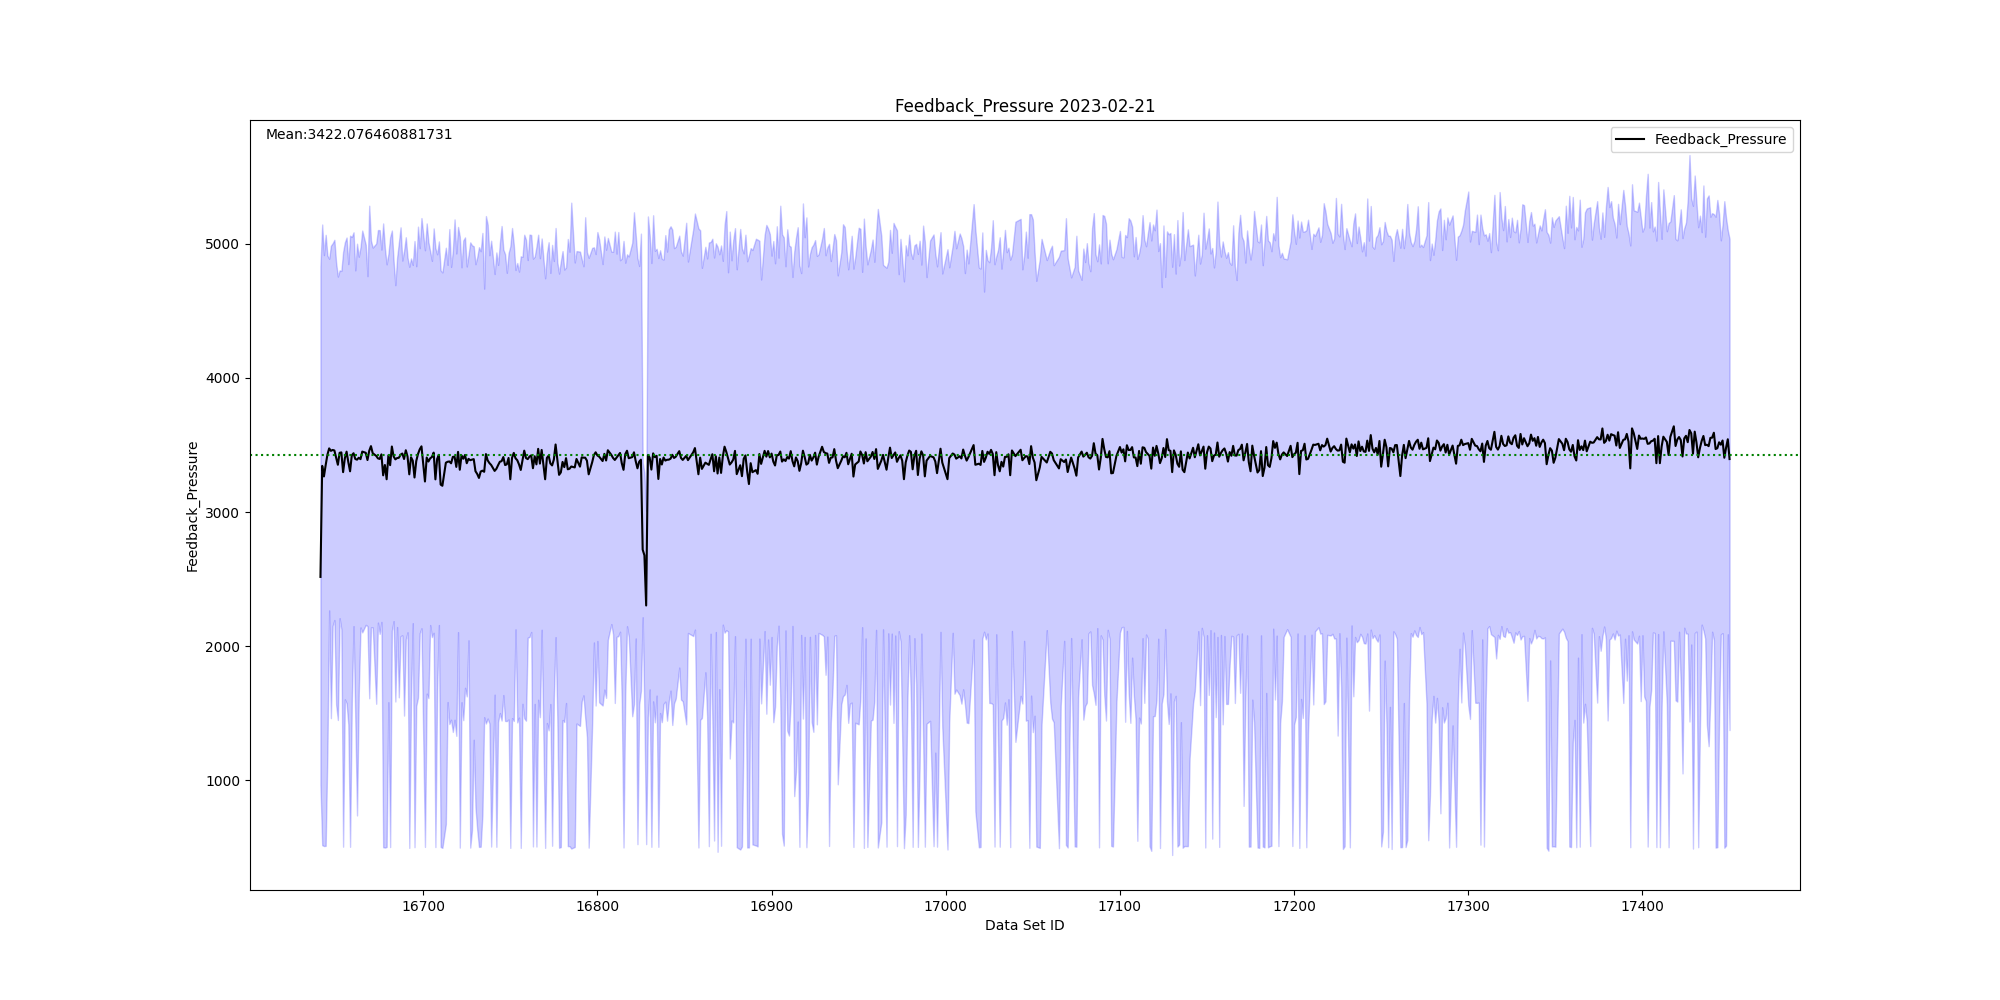 Feedback_Pressure 2023-02-21
Mean:3422.076460881731
Feedback_Pressure
5000
4000
3000
2000
1000
Feedback_Pressure
16700 16800 16900 17000 17100 17200 17300 17400
Data Set ID